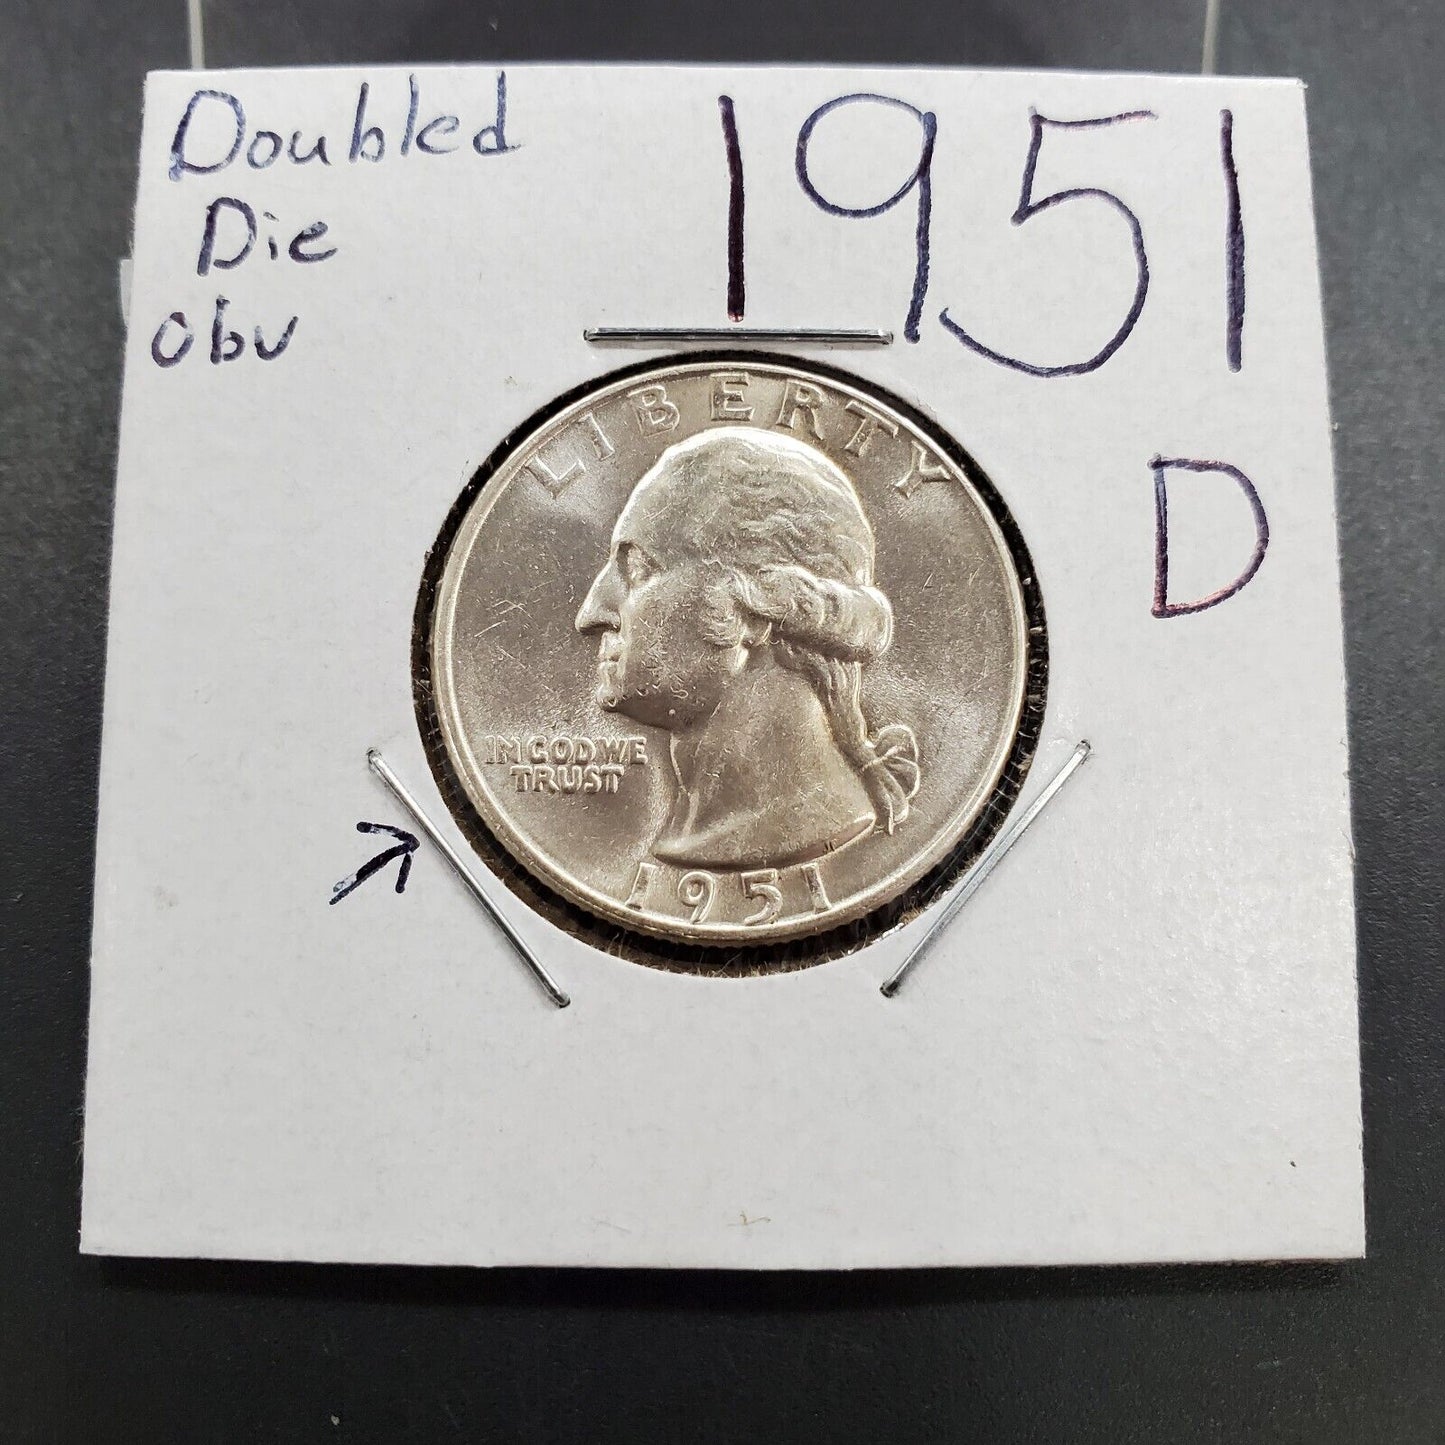 Doubled
Die
obv
1951
D
LIBERTY
IN GOD WE
TRUST
1951